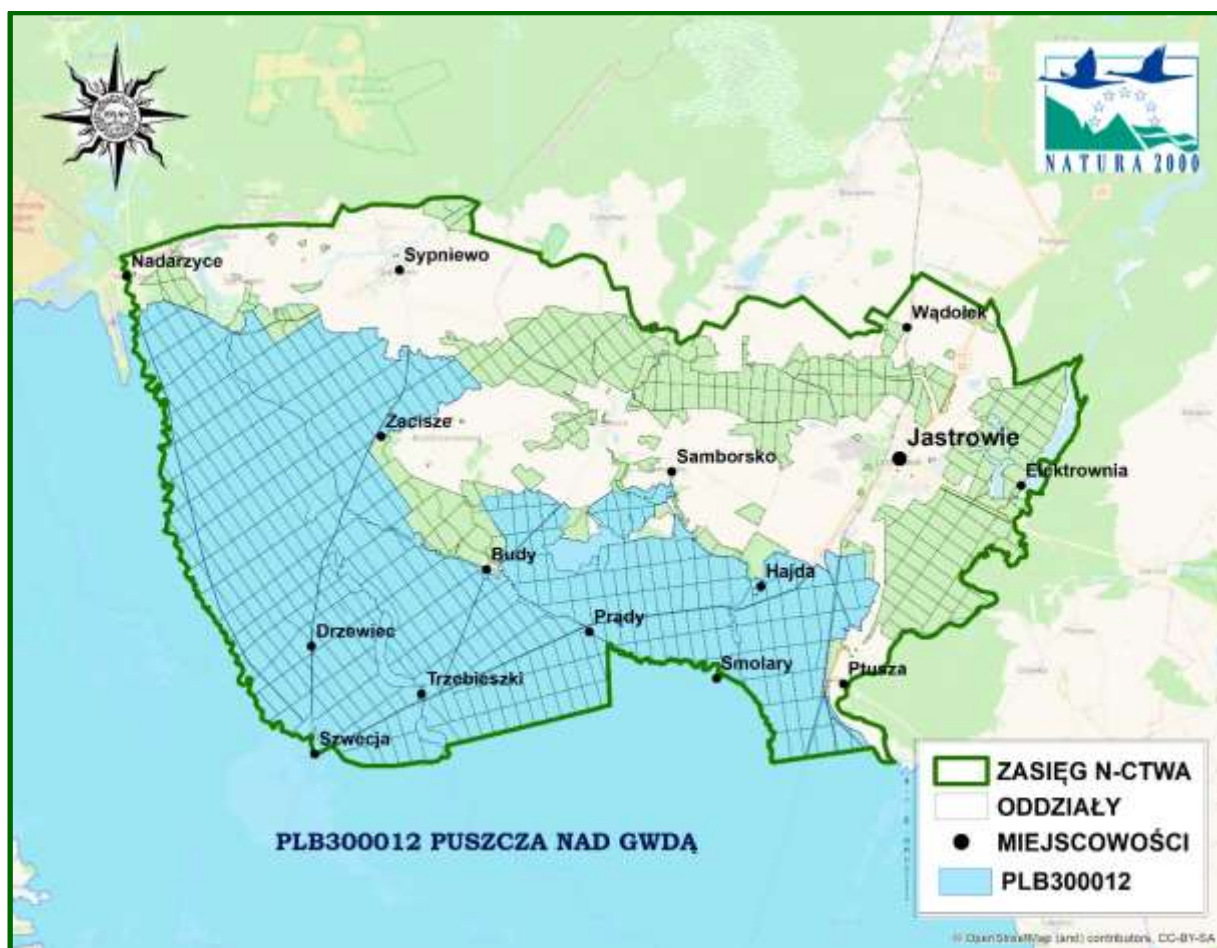 NATURA 2000
Nadarzyce
Sypniewo
Wądołek
Zacisze
Jastrowie
Samborsko
Elektrownia
Budy
Hajda
Prądy
Drzewiec
Smolary
Ptusza
Trzebieszki
Szwecja
ZASIĘG N-CTWA
ODDZIAŁY
MIEJSCOWOŚCI
PLB300012
PLB300012 PUSZCZA NAD GWDĄ
© OpenStreetMap (and) contributors, CC-BY-SA